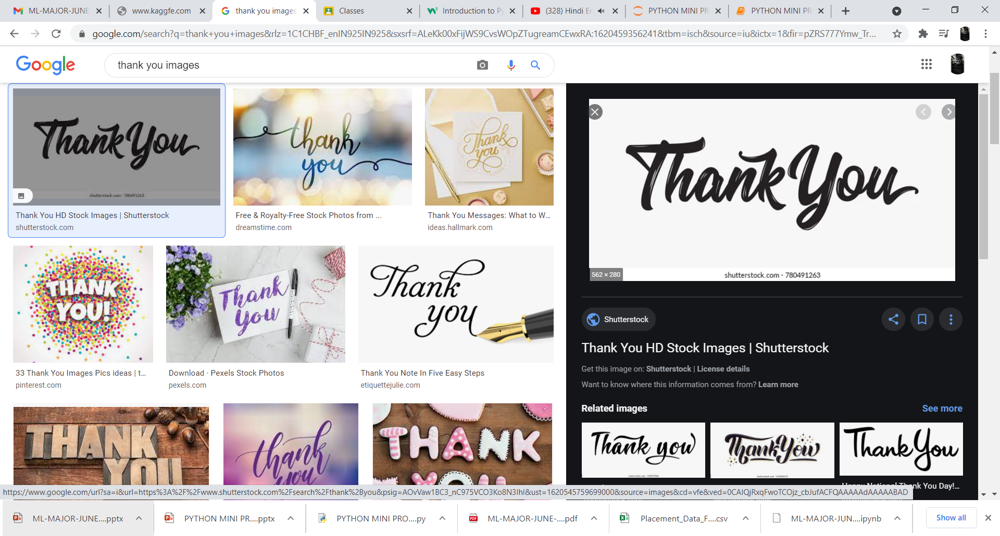 ML-MAJOR-JUNE
www.kaggfe.com
thank you images
Classes
Introduction to Py
(328) Hindi Er
PYTHON MINI PR
PYTHON MINI PR
google.com/search?q=thank+you+images&rlz=1C1CHBF_enIN925IN925&sxsrf=ALeKk00xFijWS9CvsWOpZTugreamCEwxRA:1620459356241&tbm=isch&source=iu&ictx=1&fir=pZRS777Ymw_Tr...
Google
thank you images
Thank You
shutterstock.com · 780491263
Thank You HD Stock Images | Shutterstock
shutterstock.com
thank
you
Free & Royalty-Free Stock Photos from ...
dreamstime.com
Thank
you
Thank You Messages: What to W...
ideas.hallmark.com
THANK
YOU!
33 Thank You Images Pics ideas | t...
pinterest.com
Thank
You
Download · Pexels Stock Photos
pexels.com
Thank
you
Thank You Note In Five Easy Steps
etiquettejulie.com
THANK
YOU
thank
you
THANK
YOU
Thank You
562 × 280
shutterstock.com · 780491263
Shutterstock
Thank You HD Stock Images | Shutterstock
Get this image on: Shutterstock | License details
Want to know where this information comes from? Learn more
Related images
See more
Thank you
Thank You
Thank You
Happy National Thank You Day!...
https://www.google.com/url?sa=i&url=https%3A%2F%2Fwww.shutterstock.com%2Fsearch%2Fthank%2Byou&psig=AOvVaw1BC3_nC975VCO3Ko8N3IhI&ust=1620545759699000&source=images&cd=vfe&ved=0CAIQjRxqFwoTCOjz_cbJufACFQAAAAAdAAAAABAD
ML-MAJOR-JUNE....pptx
PYTHON MINI PR....pptx
PYTHON MINI PRO....py
ML-MAJOR-JUNE-....pdf
Placement_Data_F....csv
ML-MAJOR-JUN....ipynb
Show all